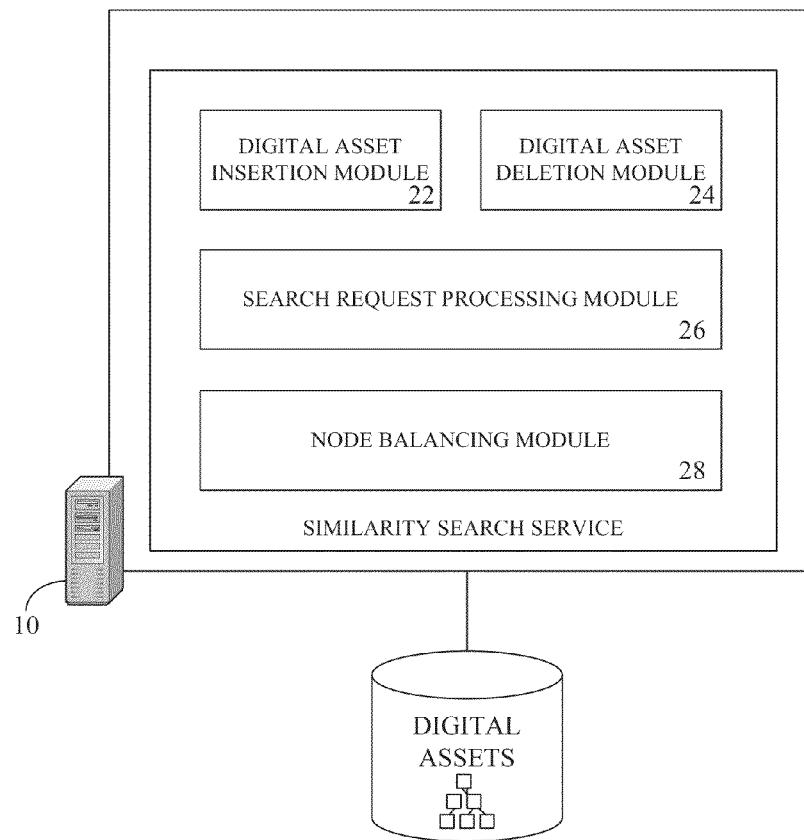 DIGITAL ASSET
INSERTION MODULE
22
DIGITAL ASSET
DELETION MODULE
24
SEARCH REQUEST PROCESSING MODULE
26
NODE BALANCING MODULE
28
SIMILARITY SEARCH SERVICE
10
DIGITAL
ASSETS